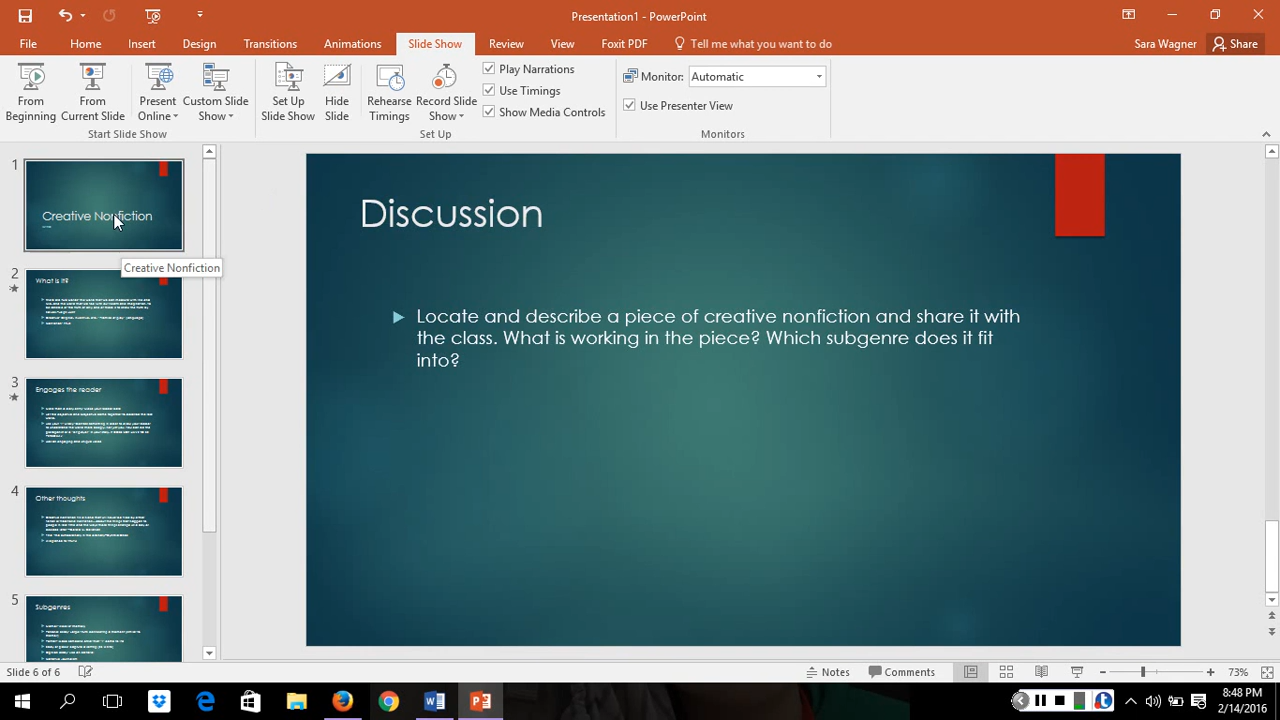 Presentation1 - PowerPoint
File Home Insert Design Transitions Animations Slide Show Review View Foxit PDF Tell me what you want to do Sara Wagner Share
From Beginning
From Current Slide
Present Online
Custom Slide Show
Start Slide Show
Set Up Slide Show
Hide Slide
Rehearse Timings
Record Slide Show
Play Narrations
Use Timings
Show Media Controls
Set Up
Monitor: Automatic
Use Presenter View
Monitors
1
Creative Nonfiction
Creative Nonfiction
2
What is it?
3
Engages the reader
4
Other thoughts
5
Subgenres
Discussion
Locate and describe a piece of creative nonfiction and share it with
the class. What is working in the piece? Which subgenre does it fit
into?
Slide 6 of 6
Notes Comments 73%
8:48 PM
2/14/2016